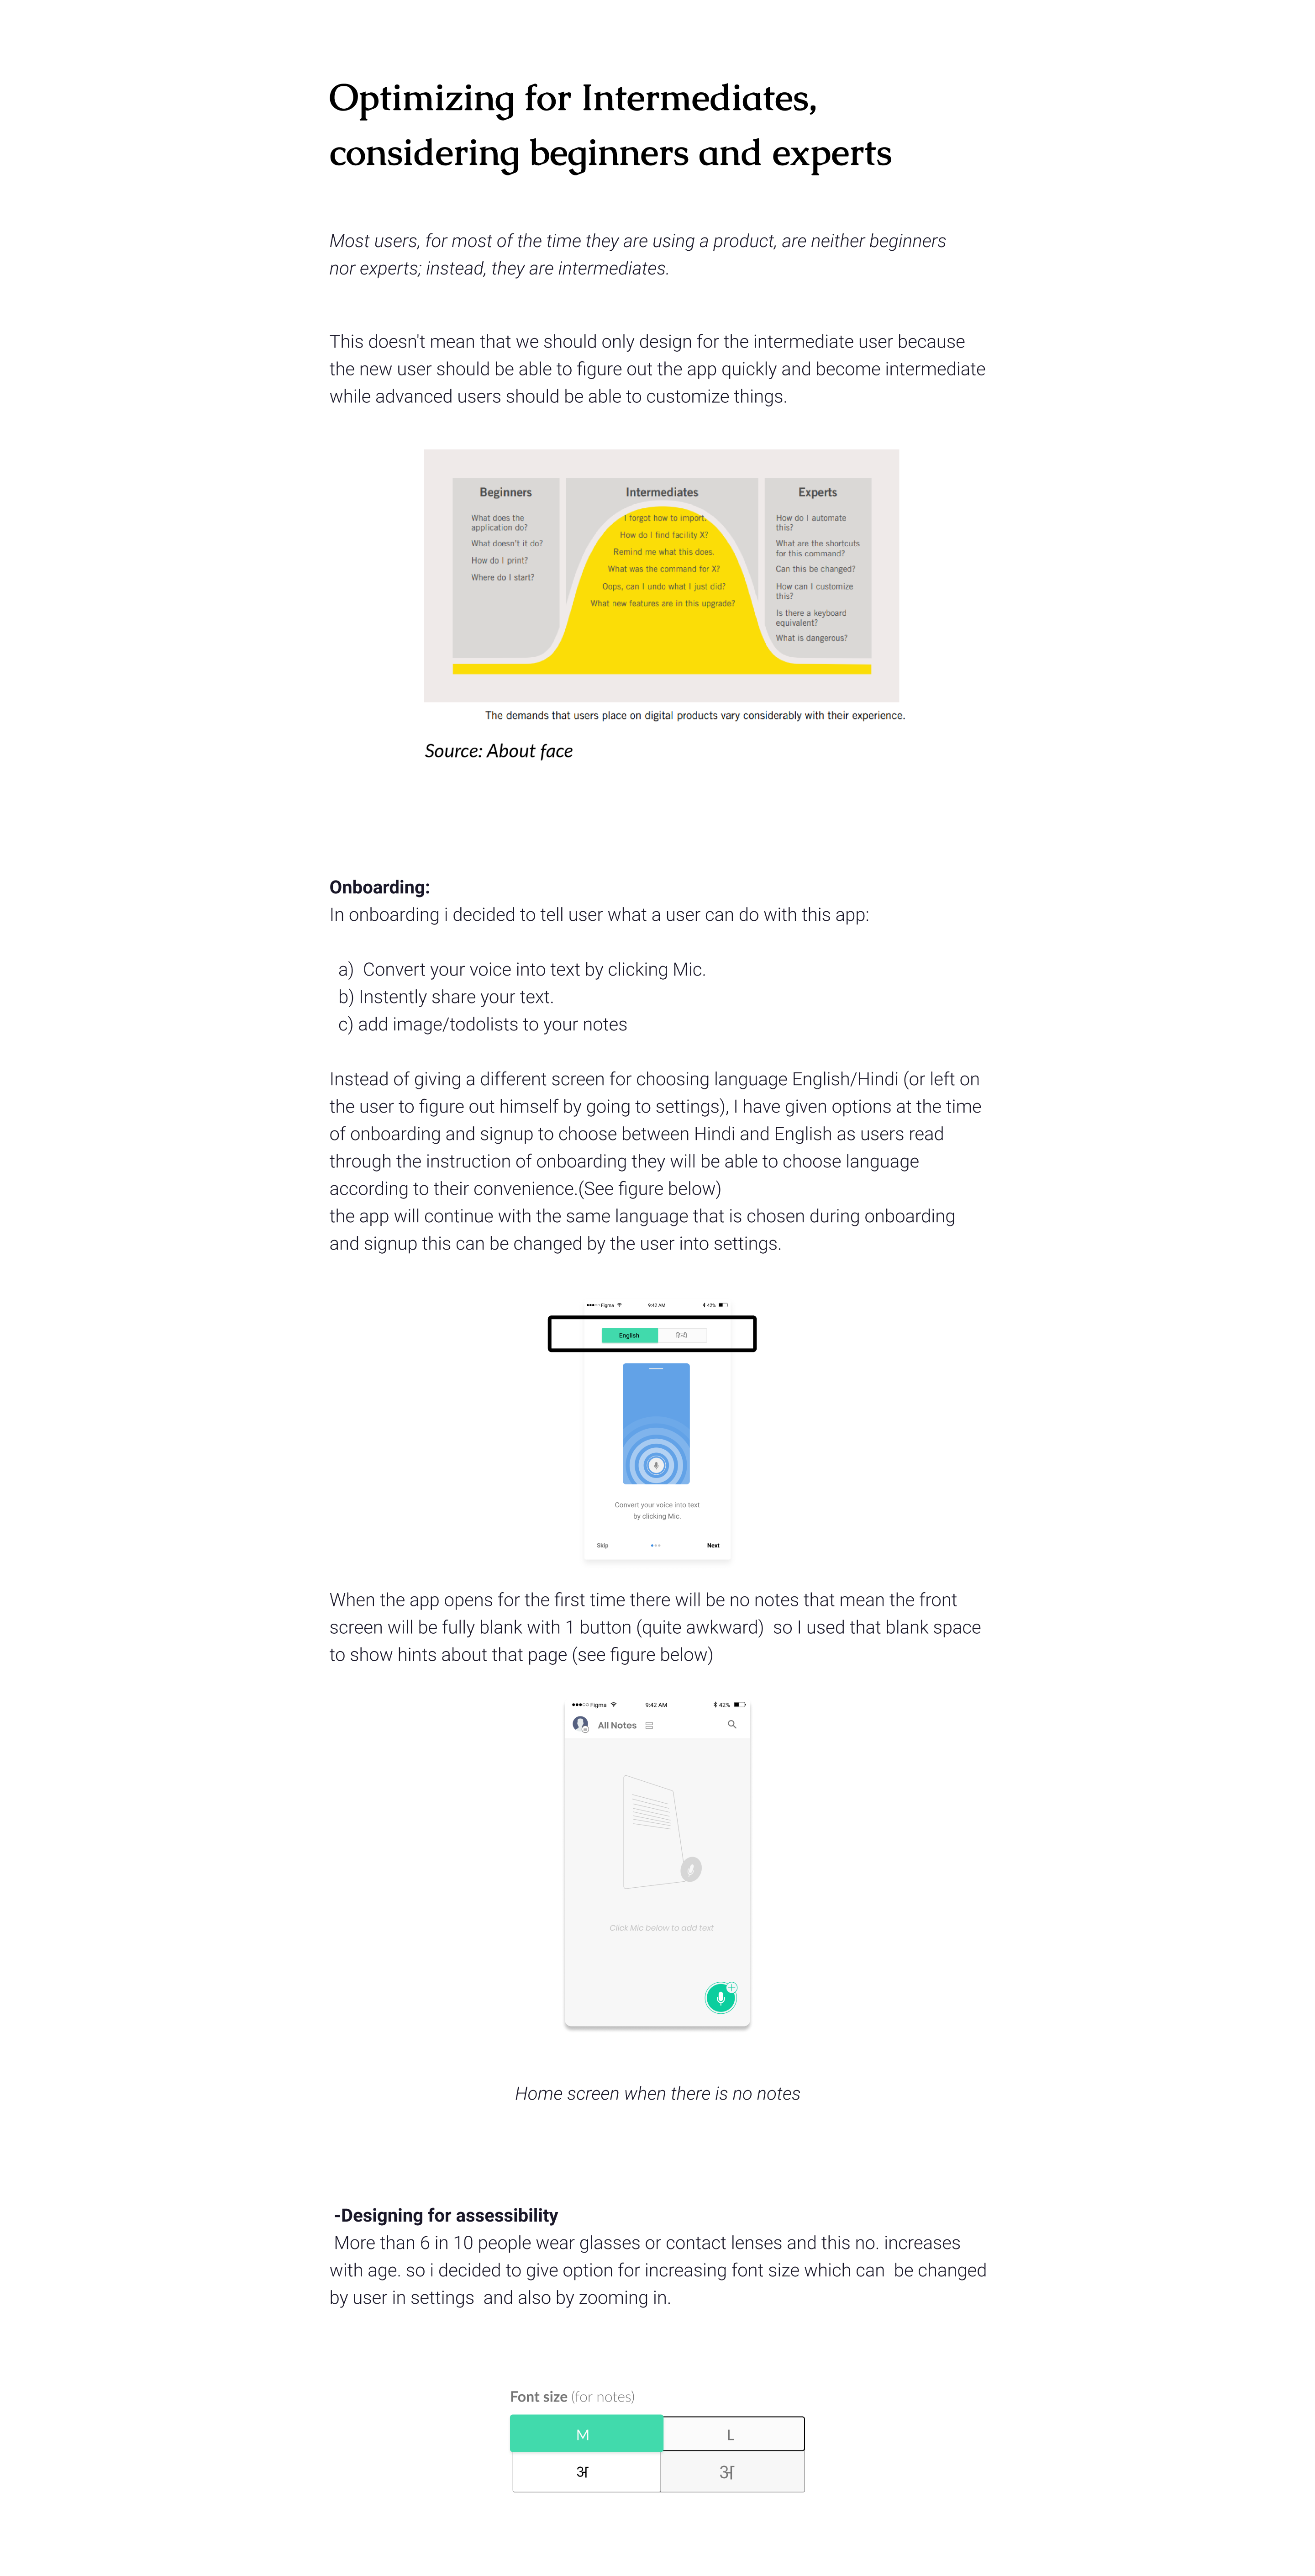 Optimizing for Intermediates,
considering beginners and experts
Most users, for most of the time they are using a product, are neither beginners
nor experts; instead, they are intermediates.
This doesn't mean that we should only design for the intermediate user because
the new user should be able to figure out the app quickly and become intermediate
while advanced users should be able to customize things.
Beginners
What does the
application do?
What doesn't it do?
How do I print?
Where do I start?
Intermediates
I forgot how to import.
How do I find facility X?
Remind me what this does.
What was the command for X?
Oops, can I undo what I just did?
What new features are in this upgrade?
Experts
How do I automate
this?
What are the shortcuts
for this command?
Can this be changed?
How can I customize
this?
Is there a keyboard
equivalent?
What is dangerous?
The demands that users place on digital products vary considerably with their experience.
Source: About face
Onboarding:
In onboarding i decided to tell user what a user can do with this app:
a) Convert your voice into text by clicking Mic.
b) Instently share your text.
c) add image/todolists to your notes
Instead of giving a different screen for choosing language English/Hindi (or left on
the user to figure out himself by going to settings), I have given options at the time
of onboarding and signup to choose between Hindi and English as users read
through the instruction of onboarding they will be able to choose language
according to their convenience.(See figure below)
the app will continue with the same language that is chosen during onboarding
and signup this can be changed by the user into settings.
Figma 9:42 AM 42%
English हिन्दी
Convert your voice into text
by clicking Mic.
Skip Next
When the app opens for the first time there will be no notes that mean the front
screen will be fully blank with 1 button (quite awkward) so I used that blank space
to show hints about that page (see figure below)
Figma 9:42 AM 42%
All Notes
Click Mic below to add text
Home screen when there is no notes
-Designing for assessibility
More than 6 in 10 people wear glasses or contact lenses and this no. increases
with age. so i decided to give option for increasing font size which can be changed
by user in settings and also by zooming in.
Font size (for notes)
M L
अ अ